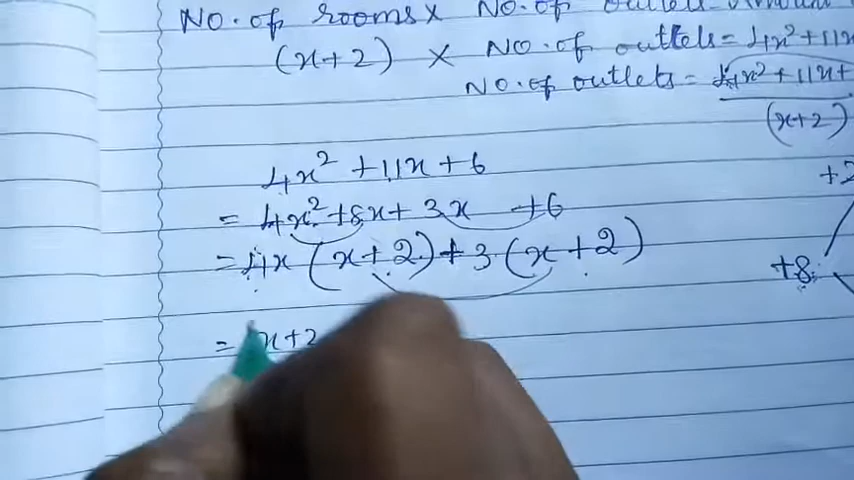 No. of rooms x No. of outlets
(x+2) × No. of outlets = 4x² + 11x
No. of outlets = 4x² + 11x +
(x+2)
4x² + 11x + 6
= 4x² + 8x + 3x + 6
= 4x (x + 2) + 3 (x + 2)
+8
= x+2